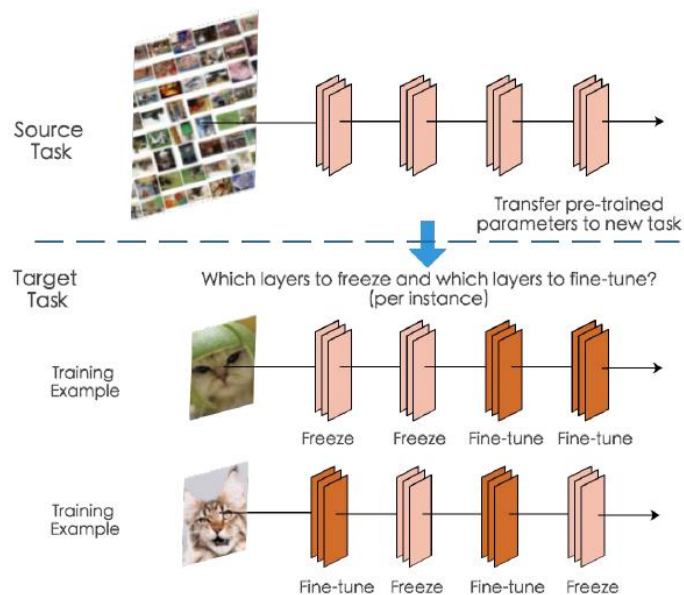 Source
Task
Transfer pre-trained
parameters to new task
Target
Task
Which layers to freeze and which layers to fine-tune?
(per instance)
Training
Example
Freeze Freeze Fine-tune Fine-tune
Training
Example
Fine-tune Freeze Fine-tune Freeze